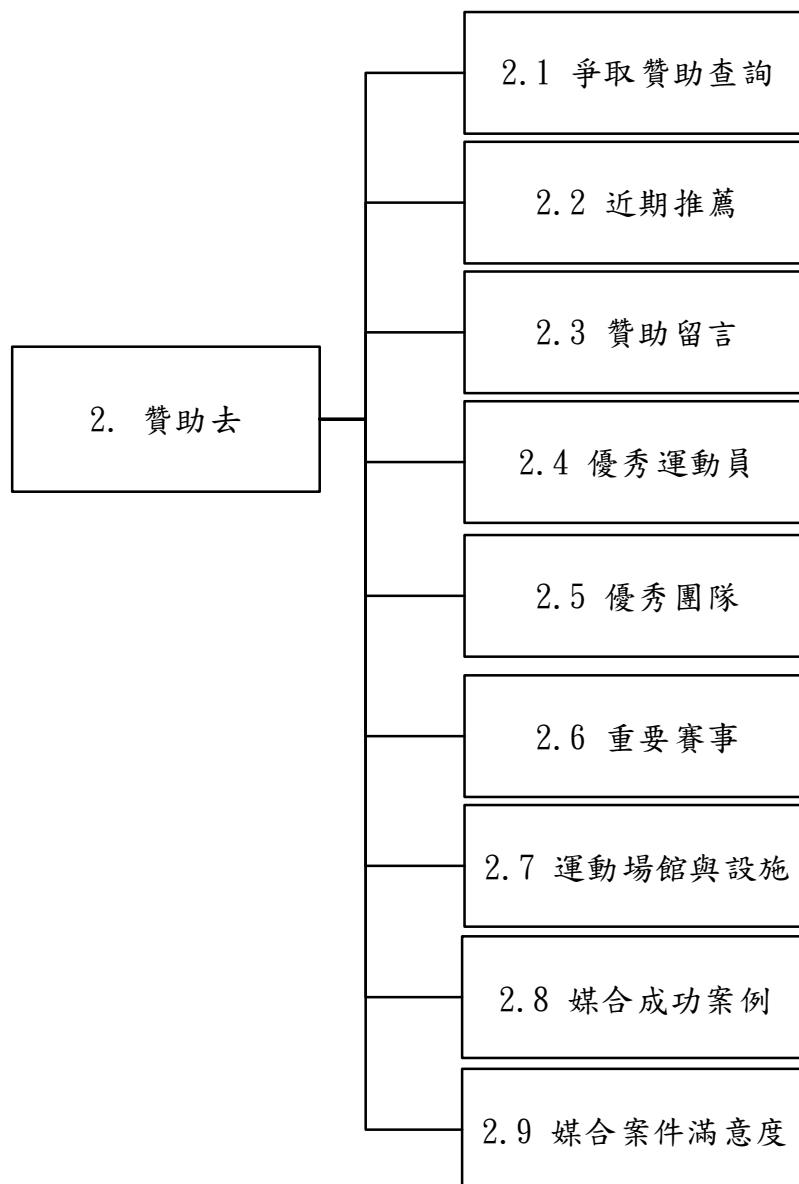 2.1 爭取贊助查詢
2.2 近期推薦
2.3 贊助留言
2. 贊助去
2.4 優秀運動員
2.5 優秀團隊
2.6 重要賽事
2.7 運動場館與設施
2.8 媒合成功案例
2.9 媒合案件滿意度